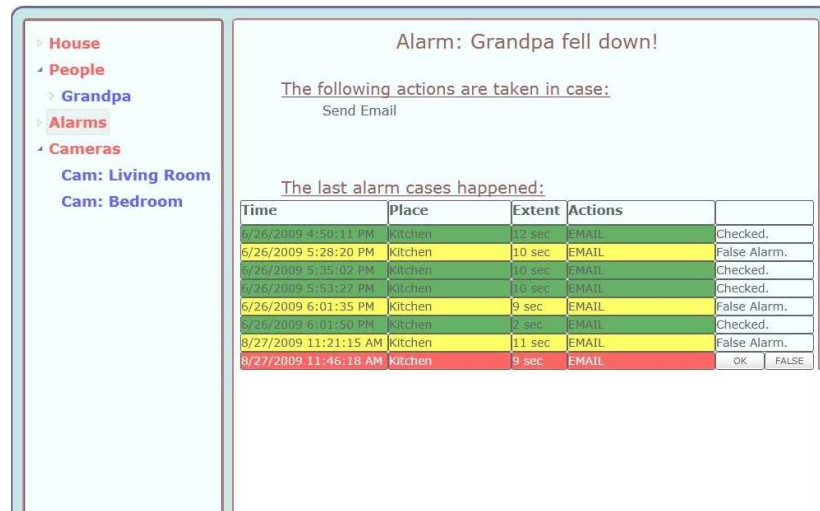 House
People
Grandpa
Alarms
Cameras
Cam: Living Room
Cam: Bedroom
Alarm: Grandpa fell down!
The following actions are taken in case:
Send Email
The last alarm cases happened:
Time Place Extent Actions
6/26/2009 4:50:11 PM Kitchen 12 sec EMAIL Checked.
6/26/2009 5:28:20 PM Kitchen 10 sec EMAIL False Alarm.
6/26/2009 5:35:02 PM Kitchen 10 sec EMAIL Checked.
6/26/2009 5:53:27 PM Kitchen 10 sec EMAIL Checked.
6/26/2009 6:01:35 PM Kitchen 9 sec EMAIL False Alarm.
6/26/2009 6:01:50 PM Kitchen 2 sec EMAIL Checked.
8/27/2009 11:21:15 AM Kitchen 11 sec EMAIL False Alarm.
8/27/2009 11:46:18 AM Kitchen 9 sec EMAIL OK FALSE